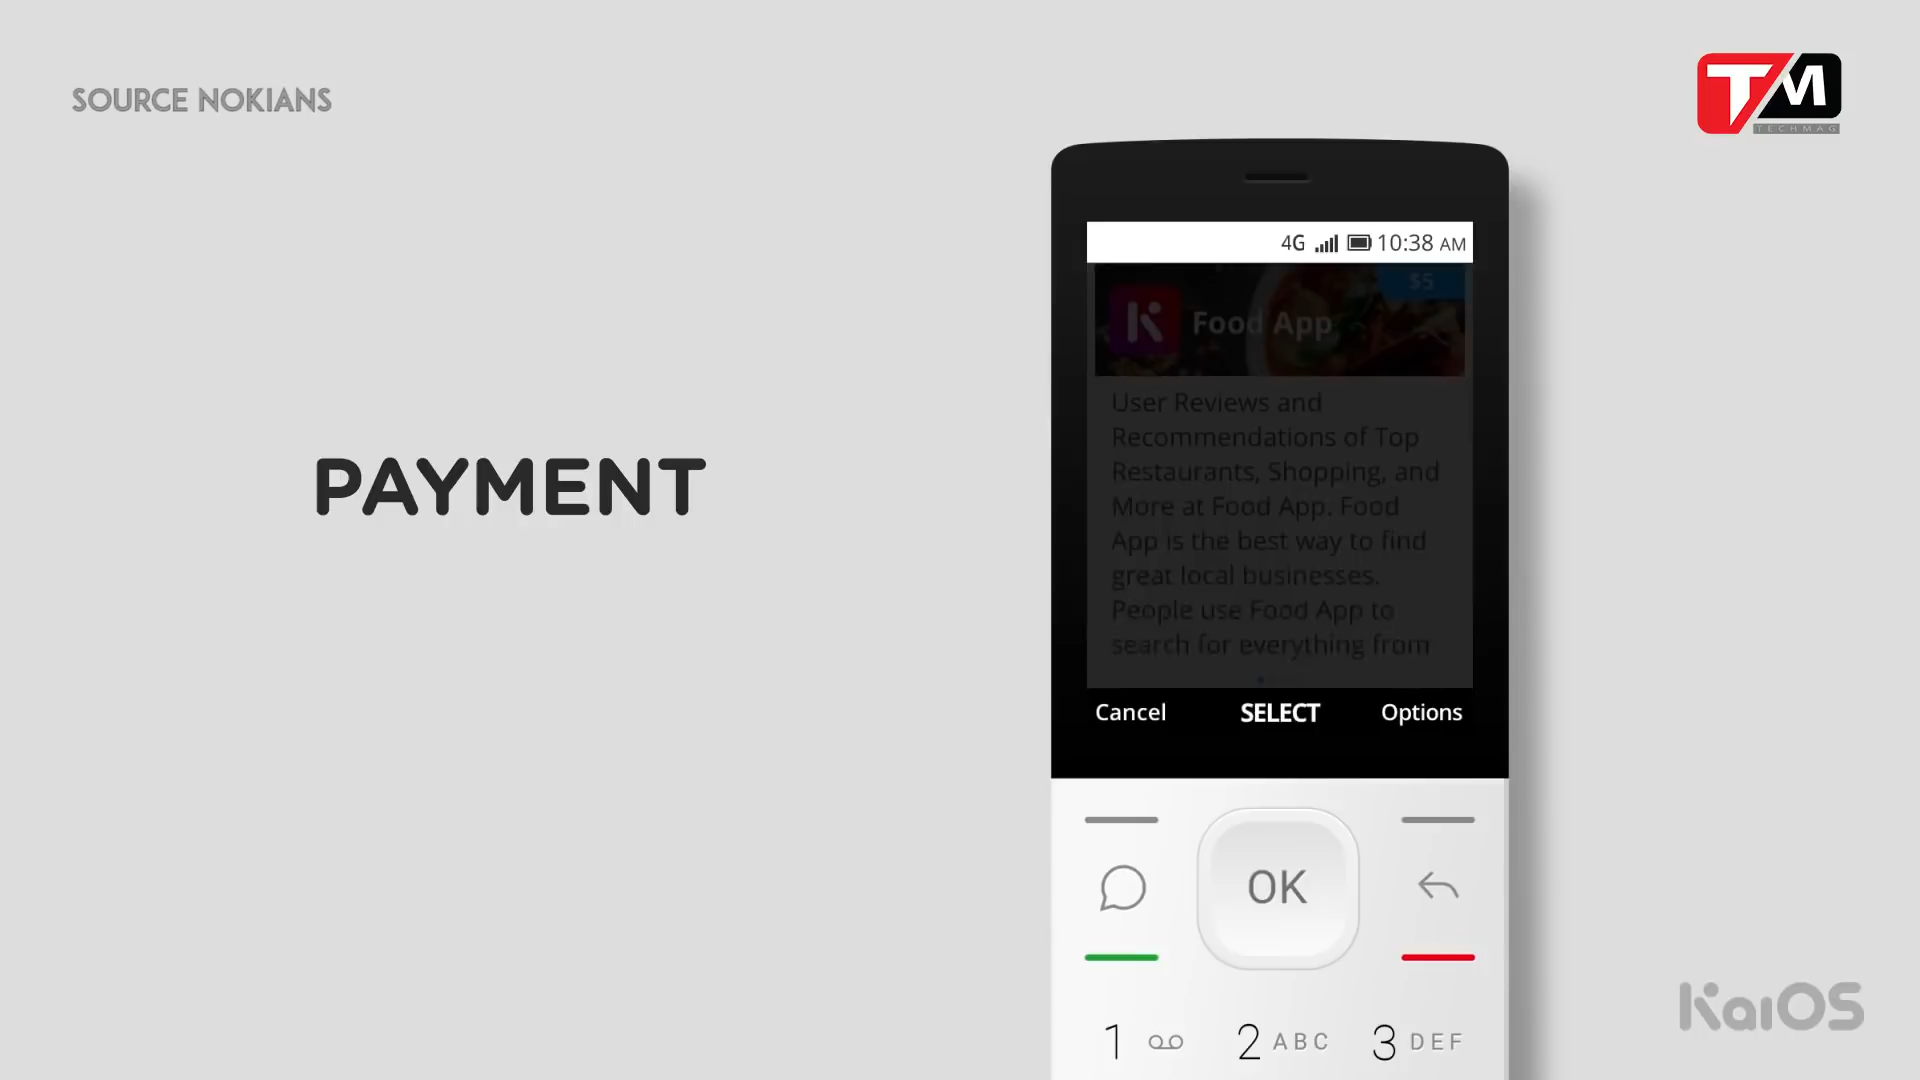 SOURCE NOKIANS
TM
TECHMAG
PAYMENT
4G 10:38 AM
$5
Food App
User Reviews and
Recommendations of Top
Restaurants, Shopping, and
More at Food App. Food
App is the best way to find
great local businesses.
People use Food App to
search for everything from
Cancel SELECT Options
OK
1 2 ABC 3 DEF
KaiOS